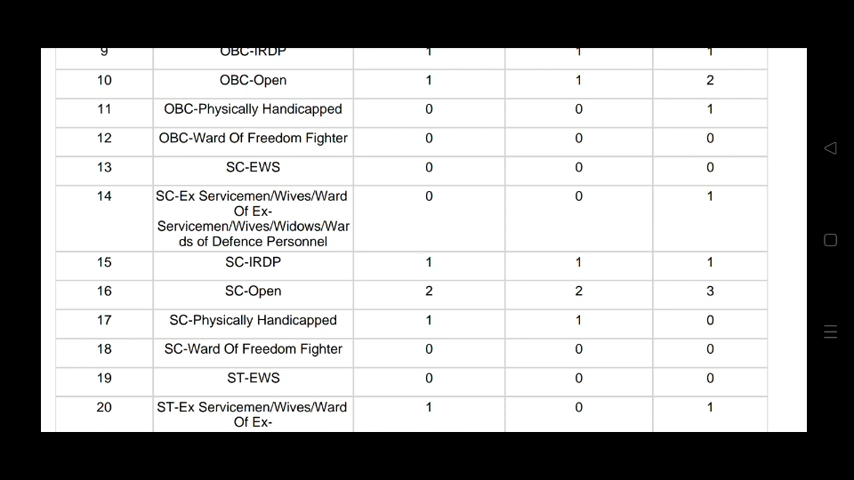 9 OBC-IRDP 1 1 1
10 OBC-Open 1 1 2
11 OBC-Physically Handicapped 0 0 1
12 OBC-Ward Of Freedom Fighter 0 0 0
13 SC-EWS 0 0 0
14 SC-Ex Servicemen/Wives/Ward 0 0 1
Of Ex-
Servicemen/Wives/Widows/War
ds of Defence Personnel
15 SC-IRDP 1 1 1
16 SC-Open 2 2 3
17 SC-Physically Handicapped 1 1 0
18 SC-Ward Of Freedom Fighter 0 0 0
19 ST-EWS 0 0 0
20 ST-Ex Servicemen/Wives/Ward 1 0 1
Of Ex-